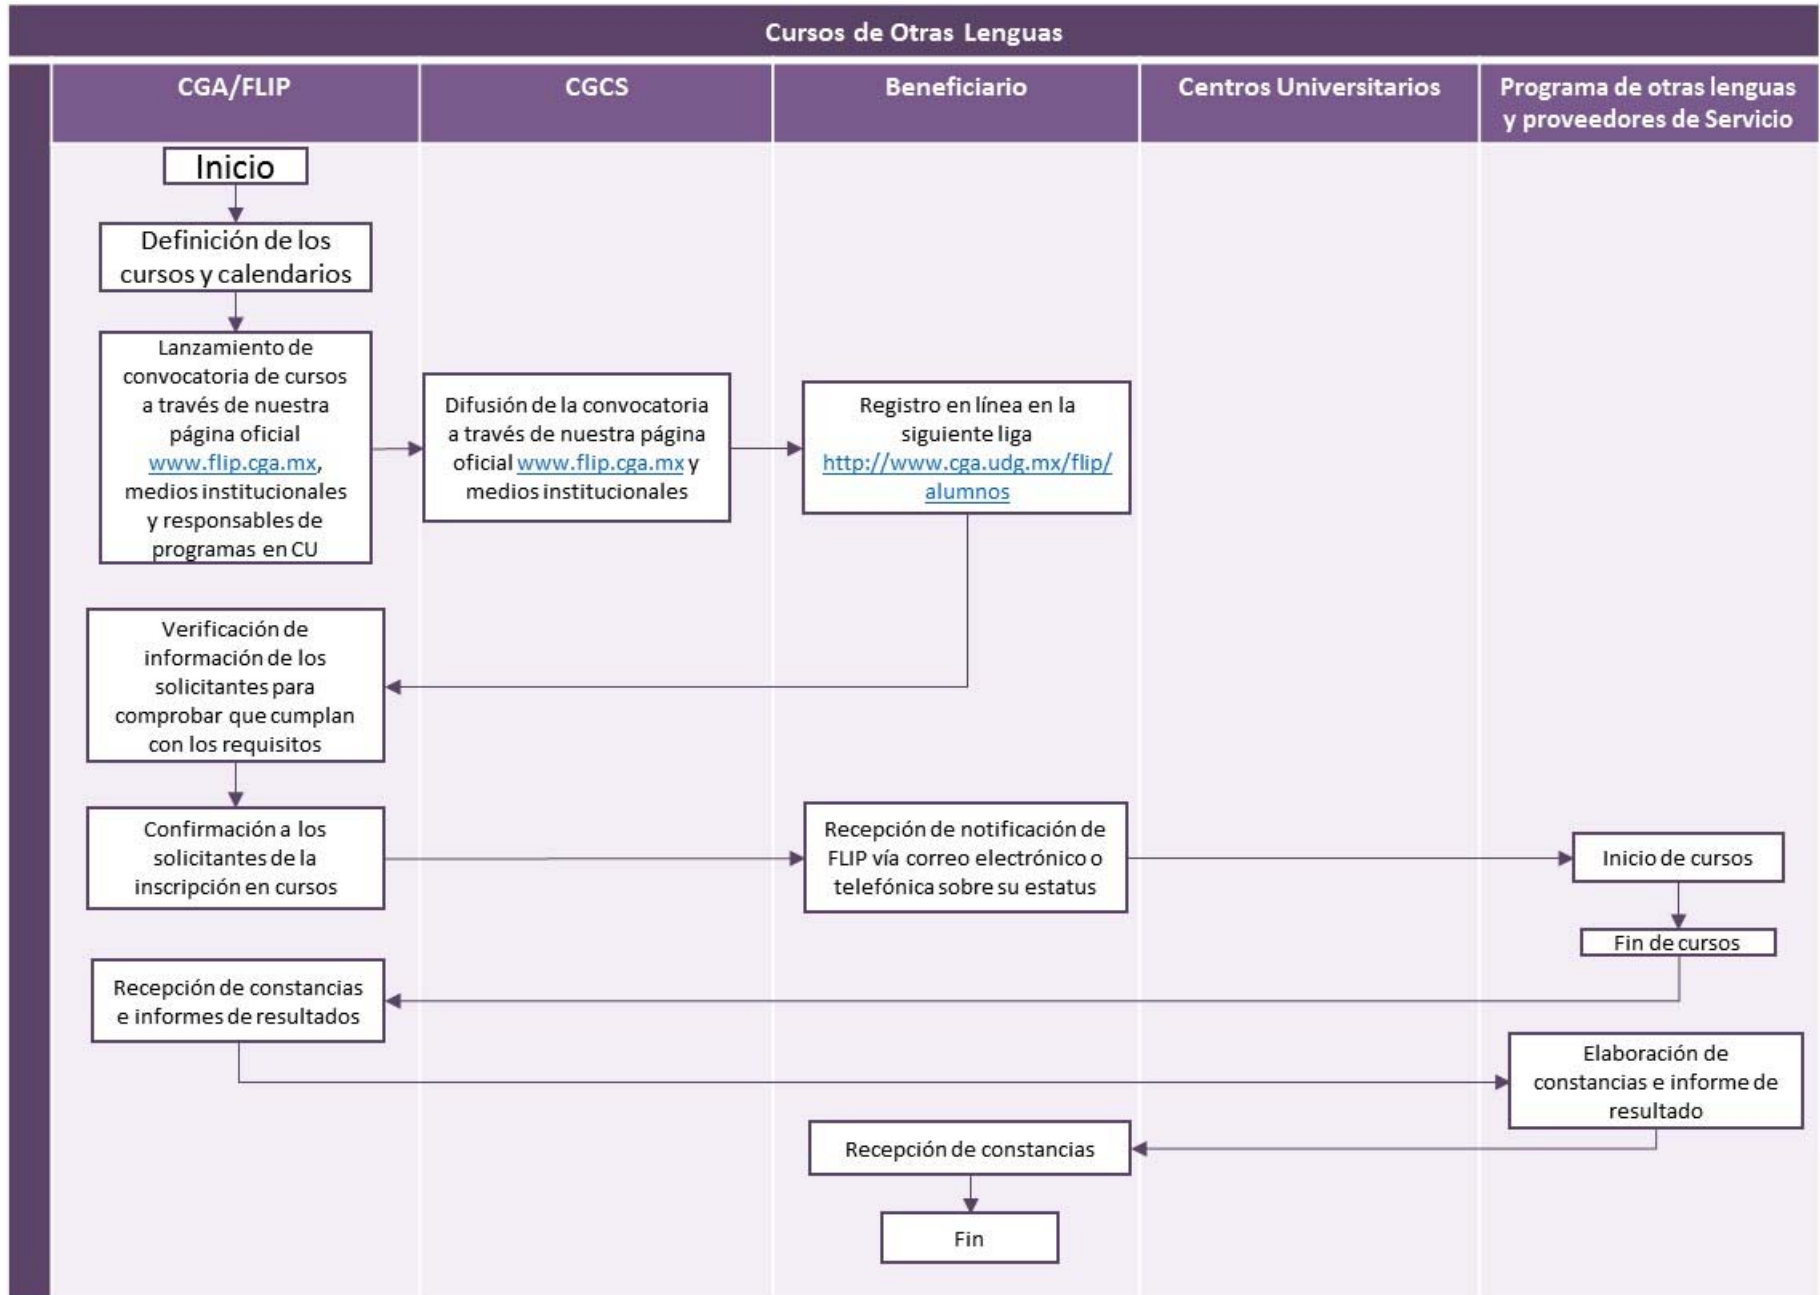 Cursos de Otras Lenguas
CGA/FLIP
CGCS
Beneficiario
Centros Universitarios
Programa de otras lenguas
y proveedores de Servicio
Inicio
Definición de los
cursos y calendarios
Lanzamiento de
convocatoria de cursos
a través de nuestra
página oficial
www.flip.cga.mx,
medios institucionales
y responsables de
programas en CU
Difusión de la convocatoria
a través de nuestra página
oficial www.flip.cga.mx y
medios institucionales
Registro en línea en la
siguiente liga
http://www.cga.udg.mx/flip/
alumnos
Verificación de
información de los
solicitantes para
comprobar que cumplan
con los requisitos
Confirmación a los
solicitantes de la
inscripción en cursos
Recepción de notificación de
FLIP vía correo electrónico o
telefónica sobre su estatus
Inicio de cursos
Fin de cursos
Recepción de constancias
e informes de resultados
Elaboración de
constancias e informe de
resultado
Recepción de constancias
Fin